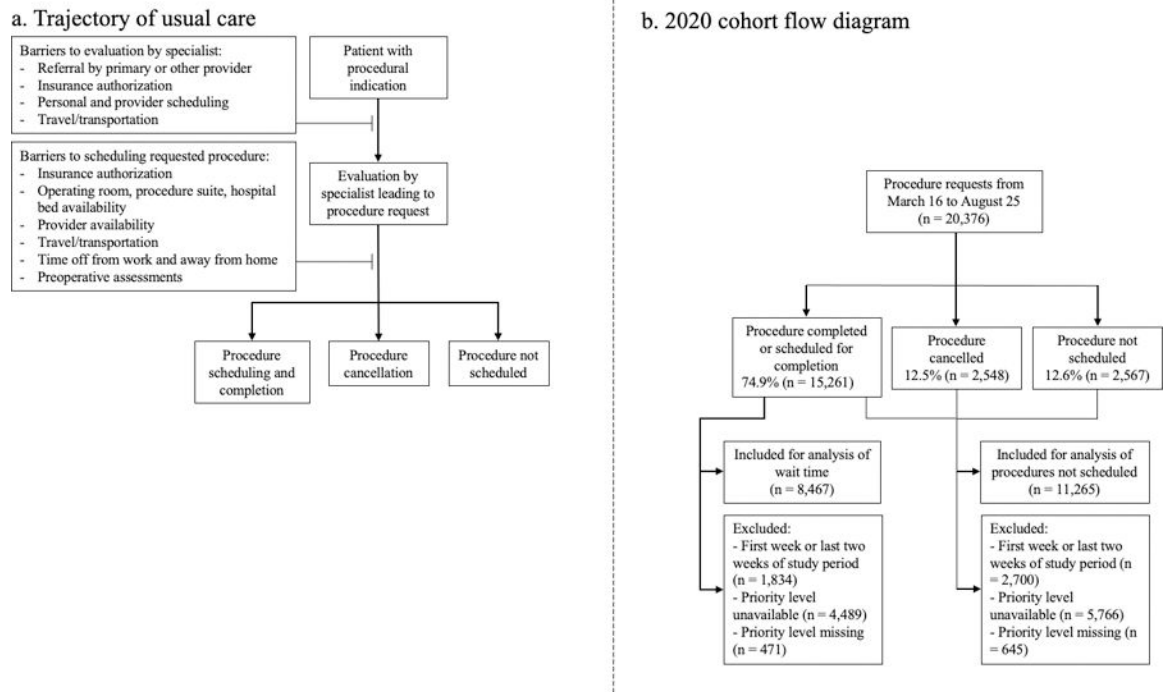 a. Trajectory of usual care
Barriers to evaluation by specialist:
- Referral by primary or other provider
- Insurance authorization
- Personal and provider scheduling
- Travel/transportation
Patient with
procedural
indication
Barriers to scheduling requested procedure:
- Insurance authorization
- Operating room, procedure suite, hospital
bed availability
- Provider availability
- Travel/transportation
- Time off from work and away from home
- Preoperative assessments
Evaluation by
specialist leading to
procedure request
Procedure
scheduling and
completion
Procedure
cancellation
Procedure not
scheduled
b. 2020 cohort flow diagram
Procedure requests from
March 16 to August 25
(n = 20,376)
Procedure completed
or scheduled for
completion
74.9% (n = 15,261)
Procedure
cancelled
12.5% (n = 2,548)
Procedure not
scheduled
12.6% (n = 2,567)
Included for analysis of
wait time
(n = 8,467)
Included for analysis of
procedures not scheduled
(n = 11,265)
Excluded:
- First week or last two
weeks of study period
(n = 1,834)
- Priority level
unavailable (n = 4,489)
- Priority level missing
(n = 471)
Excluded:
- First week or last two
weeks of study period (n
= 2,700)
- Priority level
unavailable (n = 5,766)
- Priority level missing (n
= 645)